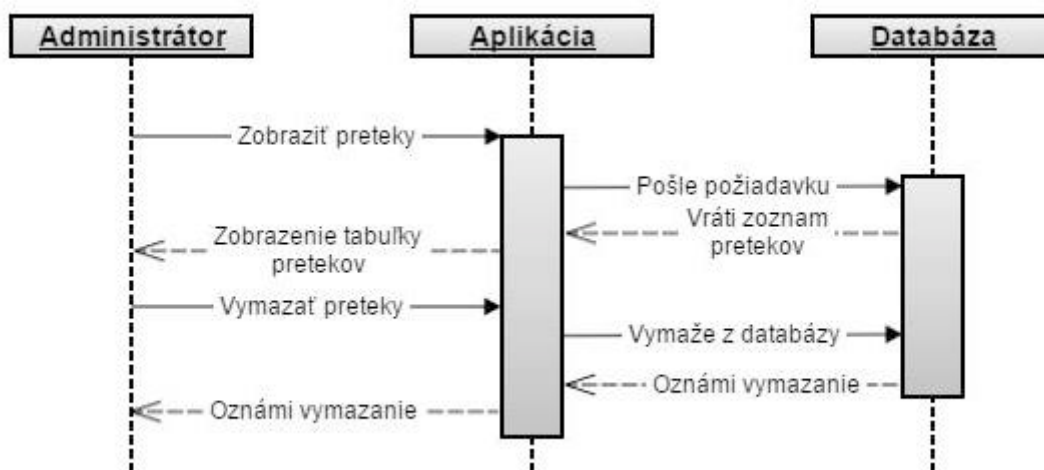 Administrátor
Aplikácia
Databáza
Zobraziť preteky
Pošle požiadavku
Vráti zoznam
pretekov
Zobrazenie tabuľky
pretekov
Vymazať preteky
Vymaže z databázy
Oznámi vymazanie
Oznámi vymazanie